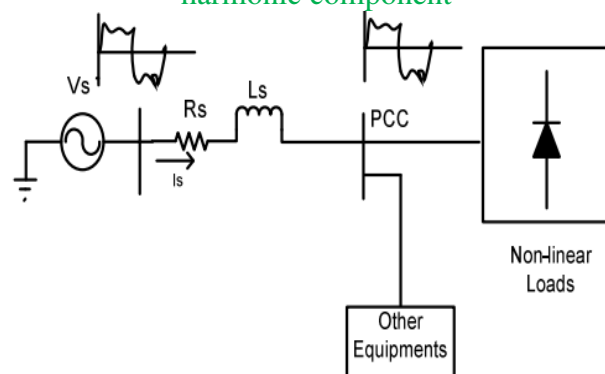 harmonic component
Vs
Rs
Ls
PCC
Is
Non-linear
Loads
Other
Equipments